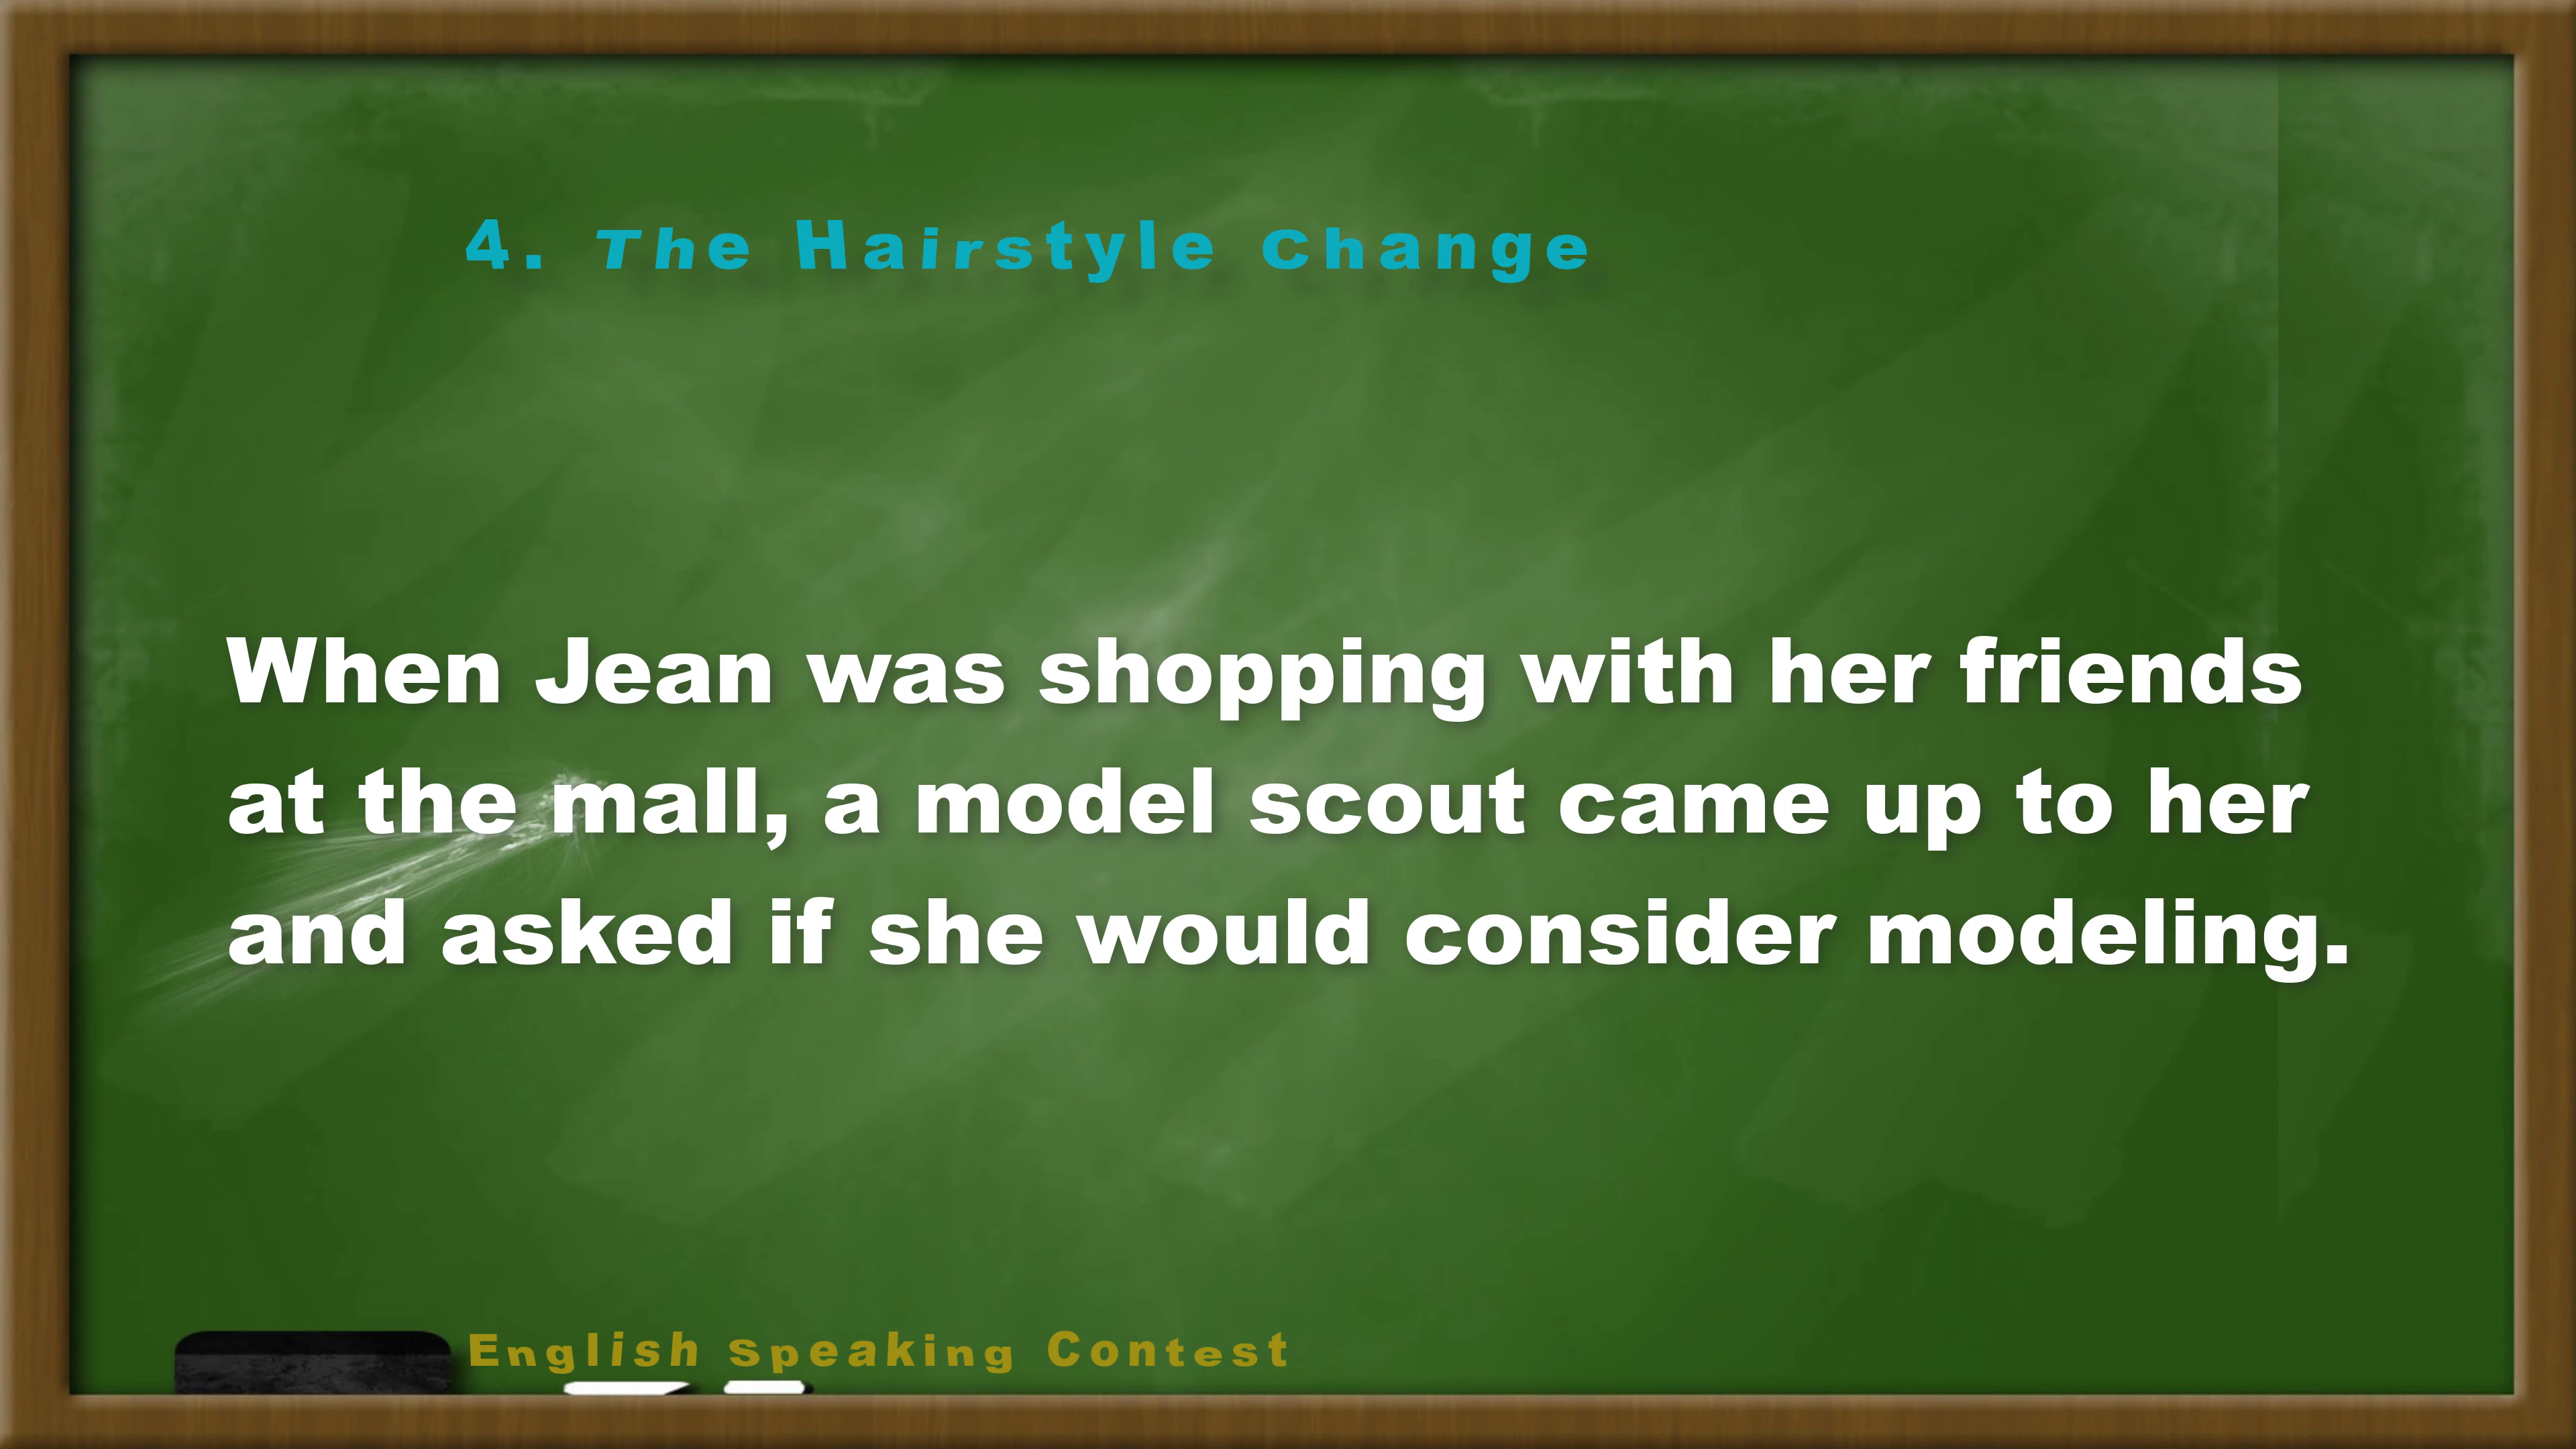 4. The Hairstyle Change
When Jean was shopping with her friends
at the mall, a model scout came up to her
and asked if she would consider modeling.
English Speaking Contest